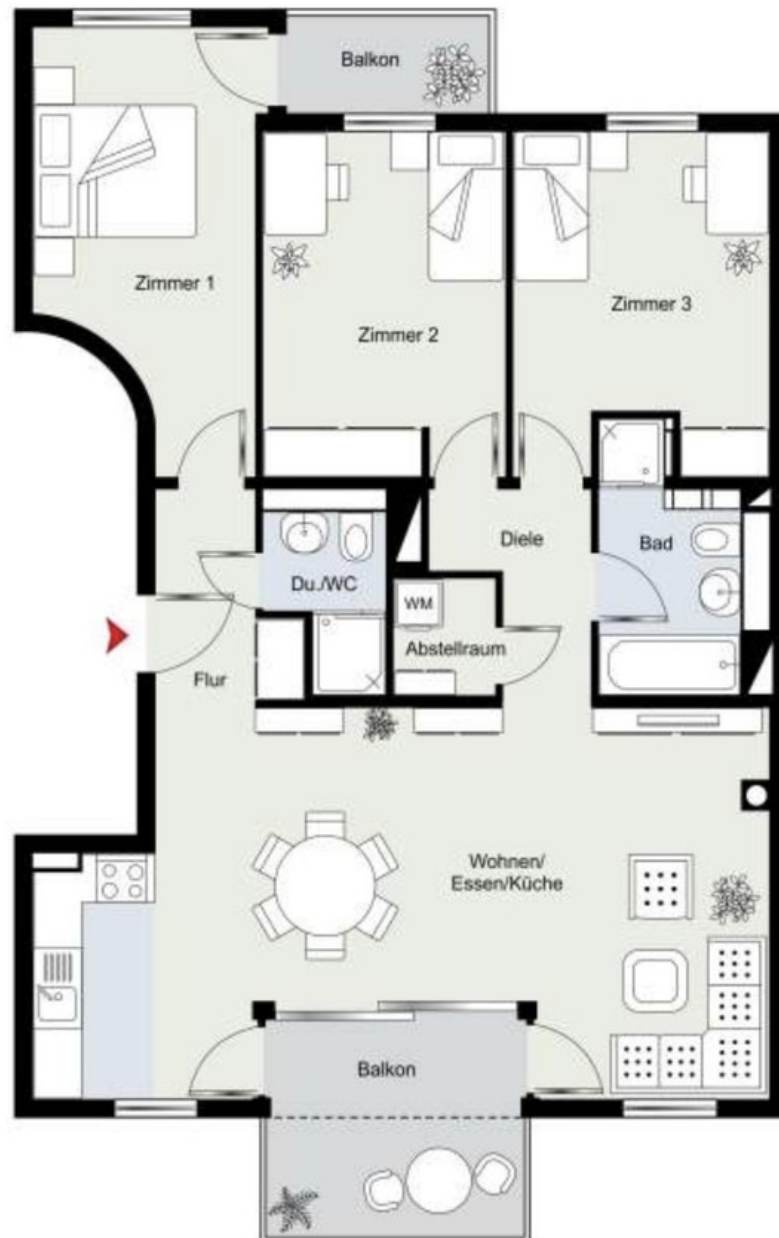 Balkon
Zimmer 1
Zimmer 2
Zimmer 3
Diele
Bad
Du./WC
WM
Abstellraum
Flur
Wohnen/
Essen/Küche
Balkon